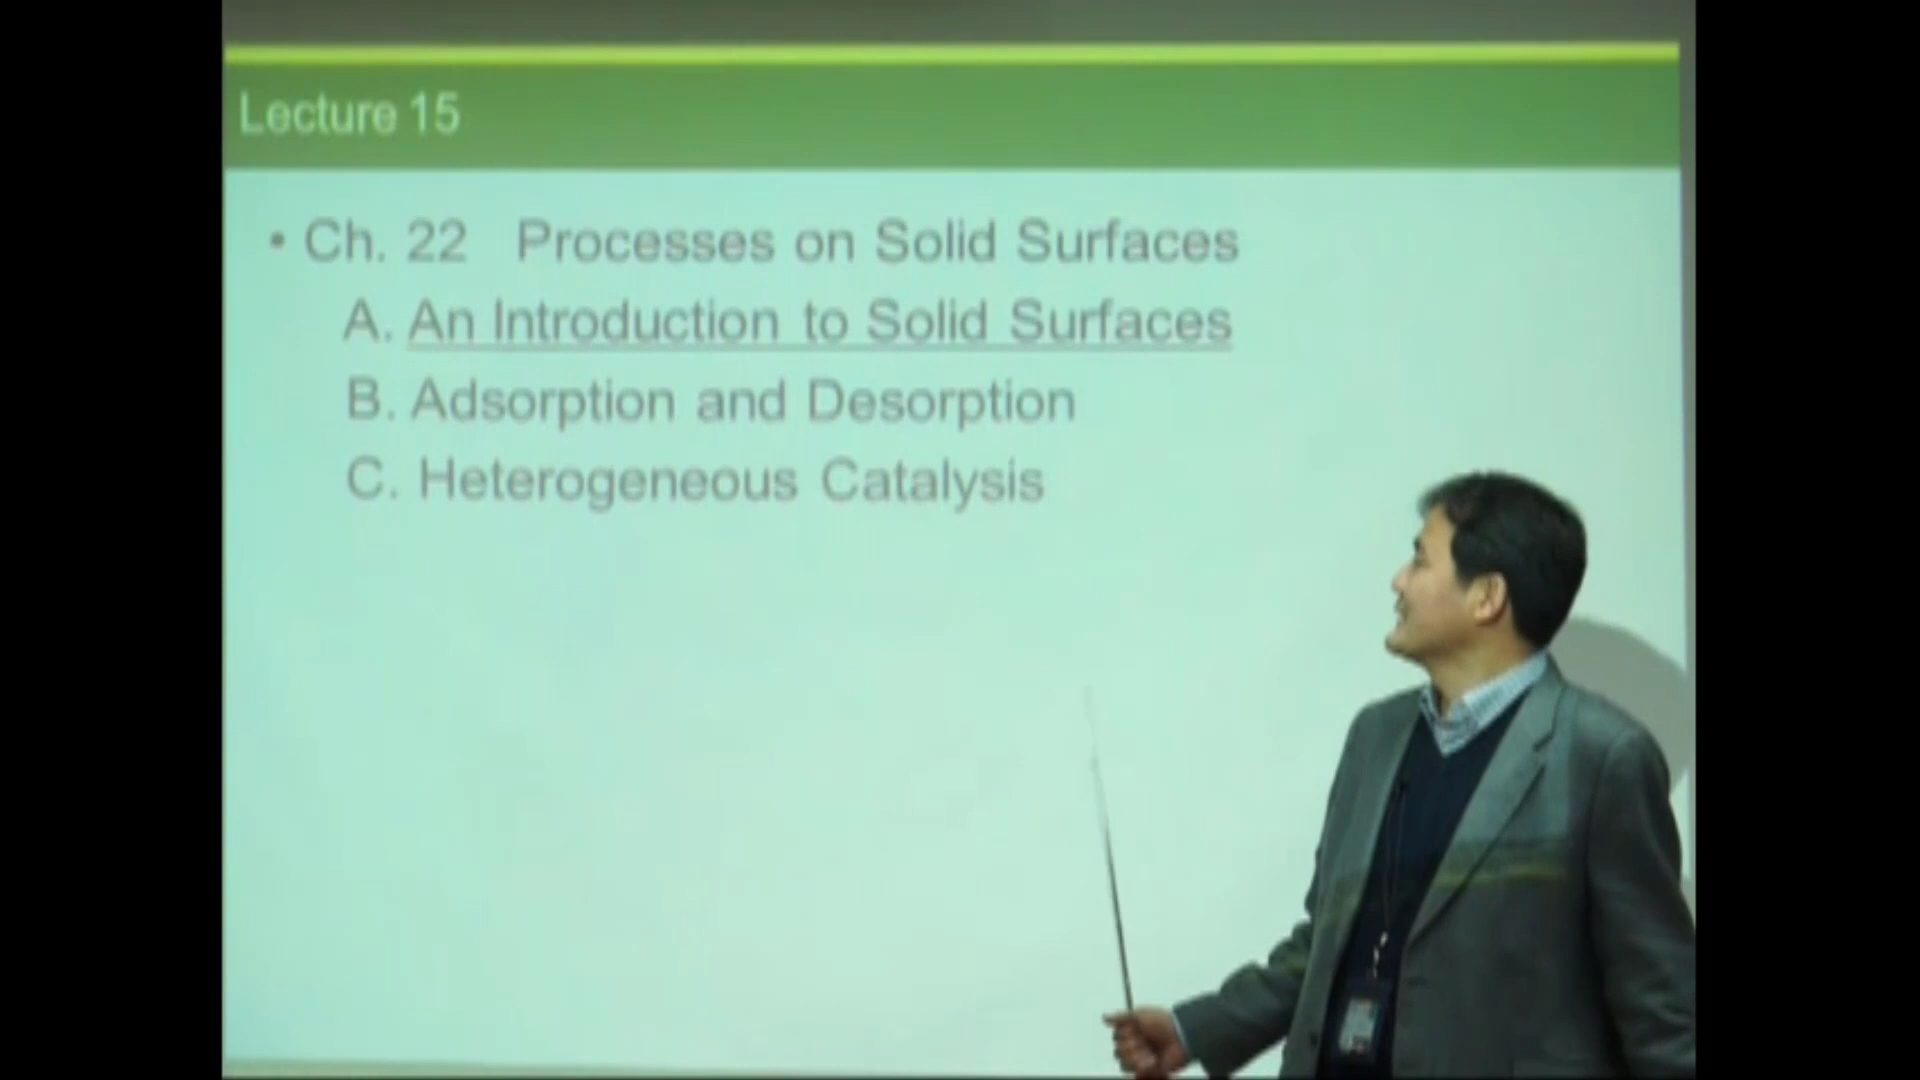 Lecture 15
• Ch. 22 Processes on Solid Surfaces
A. An Introduction to Solid Surfaces
B. Adsorption and Desorption
C. Heterogeneous Catalysis